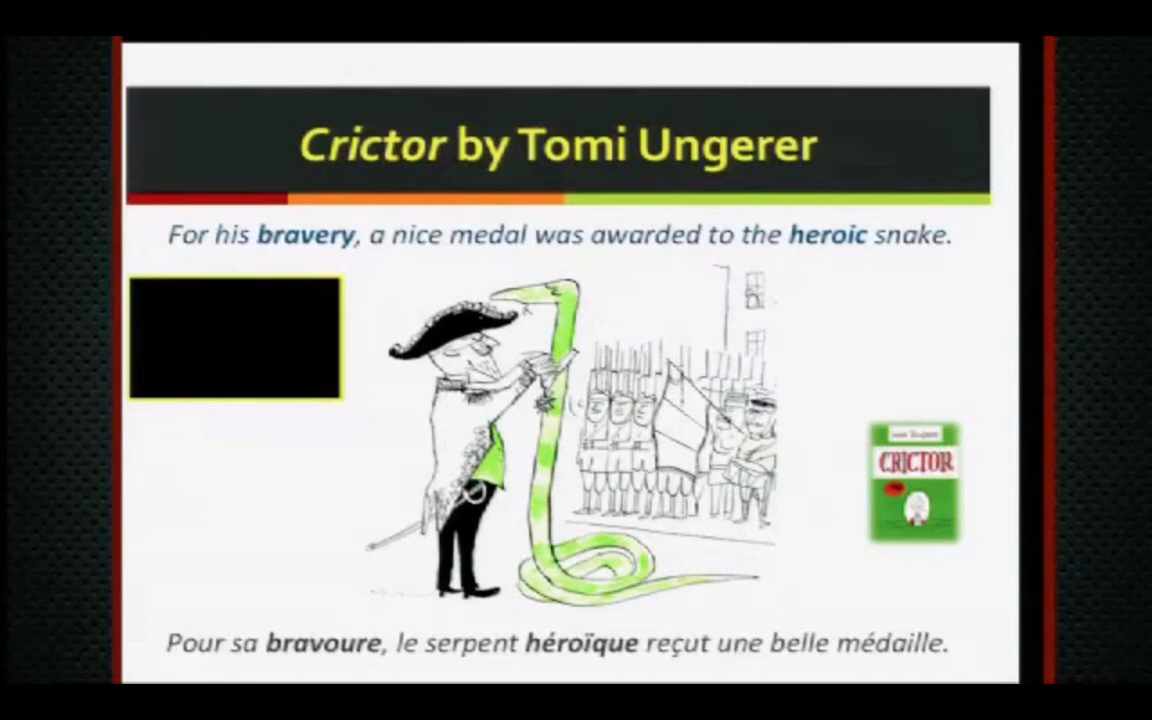 Crictor by Tomi Ungerer
For his bravery, a nice medal was awarded to the heroic snake.
CRICTOR
Pour sa bravoure, le serpent héroïque reçut une belle médaille.